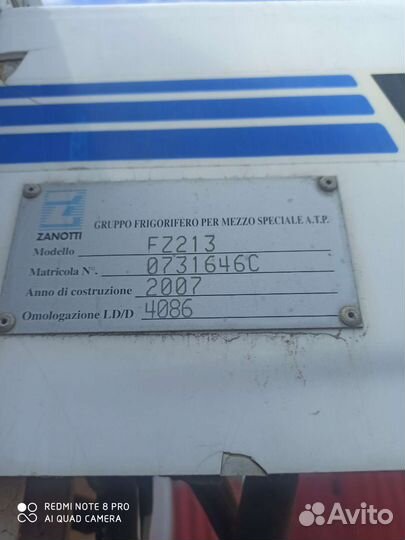 ZANOTTI
GRUPPO FRIGORIFERO PER MEZZO SPECIALE A.T.P.
Modello FZ213
Matricola N°. 0731646C
Anno di costruzione 2007
Omologazione I.D/D 4086
REDMI NOTE 8 PRO
AI QUAD CAMERA
Avito